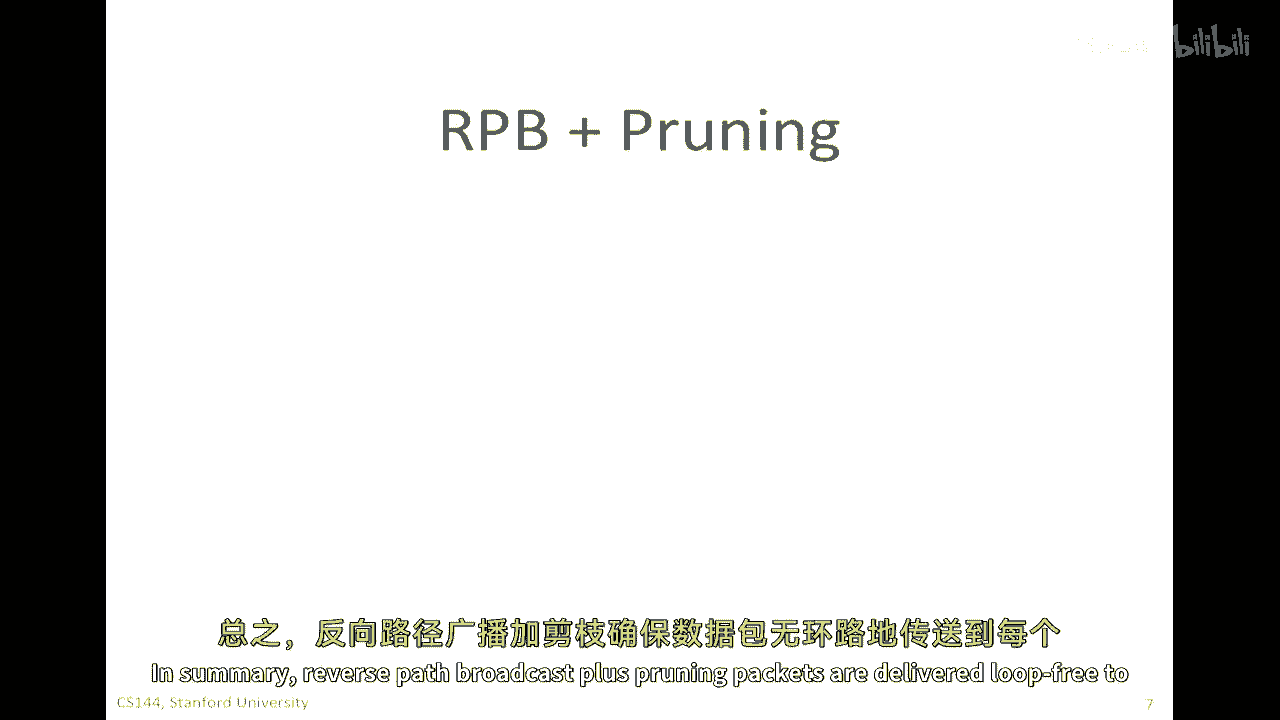 bilibili
RPB + Pruning
总之，反向路径广播加剪枝确保数据包无环路地传送到每个
In summary, reverse path broadcast plus pruning packets are delivered loop-free to
CS144, Stanford University
7